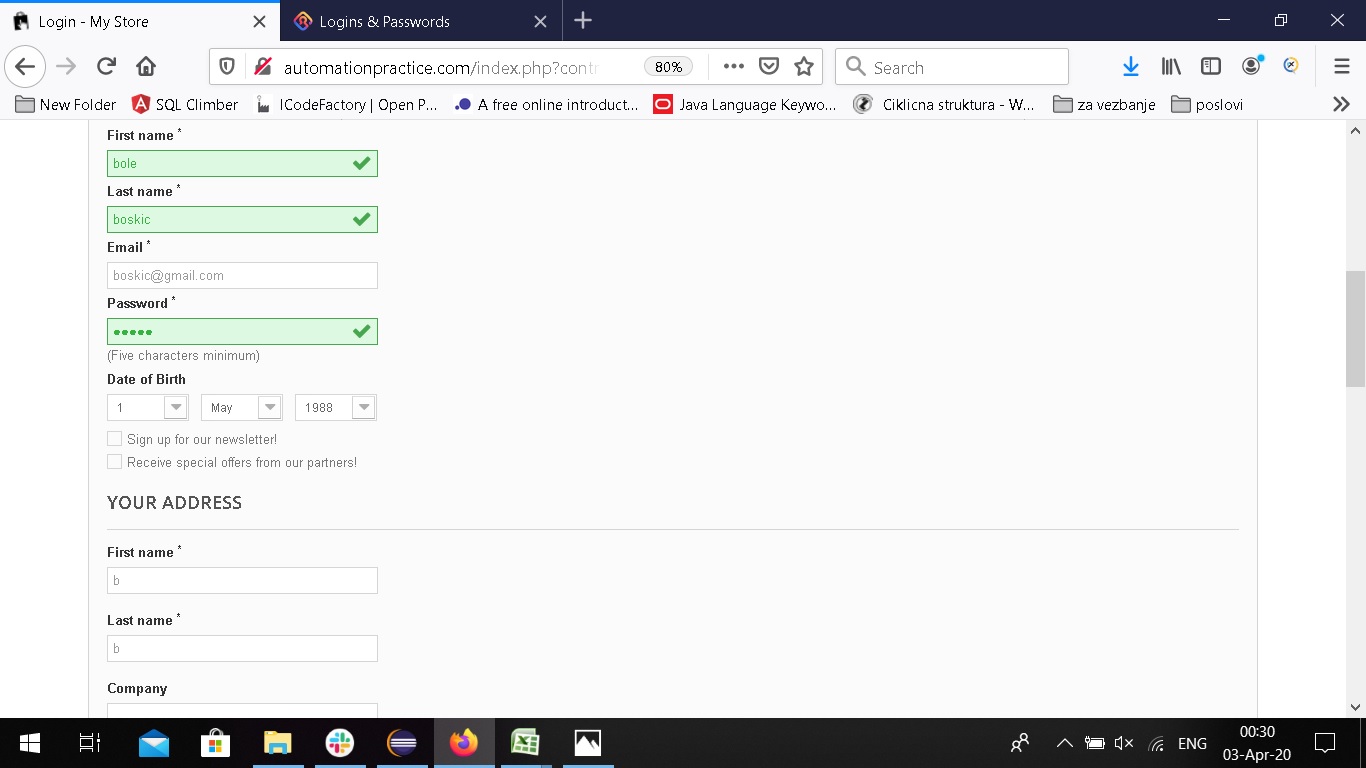 Login - My Store
Logins & Passwords
automationpractice.com/index.php?contr
80%
Search
New Folder
SQL Climber
ICodeFactory | Open P...
A free online introduct...
Java Language Keywo...
Ciklicna struktura - W...
za vezbanje
poslovi
First name *
bole
Last name *
boskic
Email *
boskic@gmail.com
Password *
(Five characters minimum)
Date of Birth
1 May 1988
Sign up for our newsletter!
Receive special offers from our partners!
YOUR ADDRESS
First name *
b
Last name *
b
Company
ENG
00:30
03-Apr-20